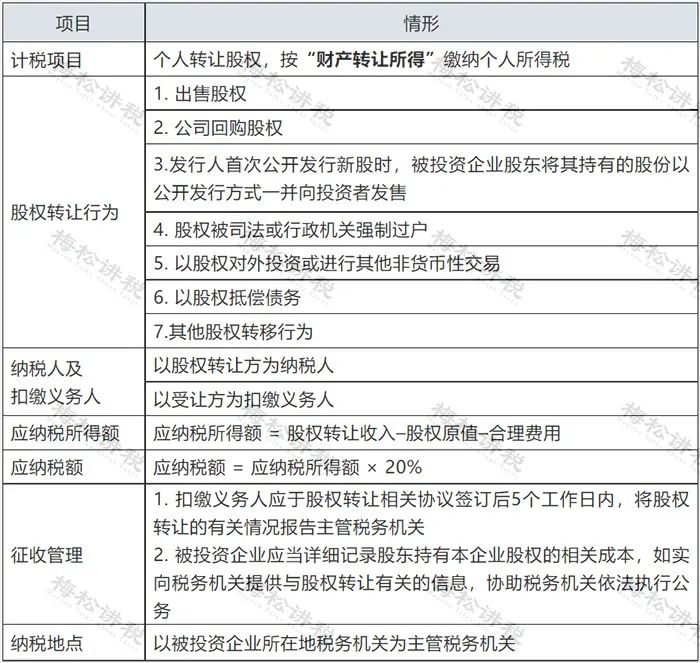 项目 情形
计税项目 个人转让股权，按“财产转让所得”缴纳个人所得税
股权转让行为
1. 出售股权
2. 公司回购股权
3.发行人首次公开发行新股时，被投资企业股东将其持有的股份以
公开发行方式一并向投资者发售
4. 股权被司法或行政机关强制过户
5. 以股权对外投资或进行其他非货币性交易
6. 以股权抵偿债务
7.其他股权转移行为
纳税人及
扣缴义务人
以股权转让方为纳税人
以受让方为扣缴义务人
应纳税所得额 应纳税所得额 = 股权转让收入–股权原值–合理费用
应纳税额 应纳税额 = 应纳税所得额 × 20%
征收管理
1. 扣缴义务人应于股权转让相关协议签订后5个工作日内，将股权
转让的有关情况报告主管税务机关
2. 被投资企业应当详细记录股东持有本企业股权的相关成本，如实
向税务机关提供与股权转让有关的信息，协助税务机关依法执行公
务
纳税地点 以被投资企业所在地税务机关为主管税务机关
梅松讲税